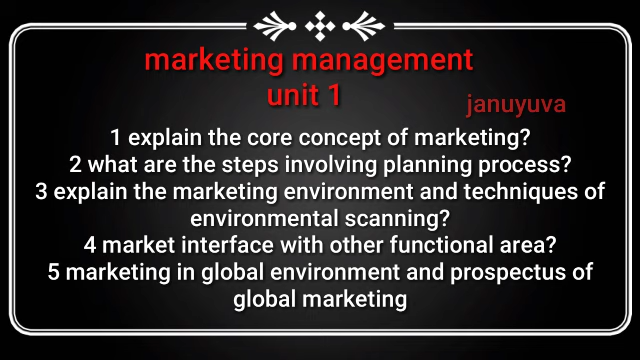 marketing management
unit 1
januyuva
1 explain the core concept of marketing?
2 what are the steps involving planning process?
3 explain the marketing environment and techniques of
environmental scanning?
4 market interface with other functional area?
5 marketing in global environment and prospectus of
global marketing